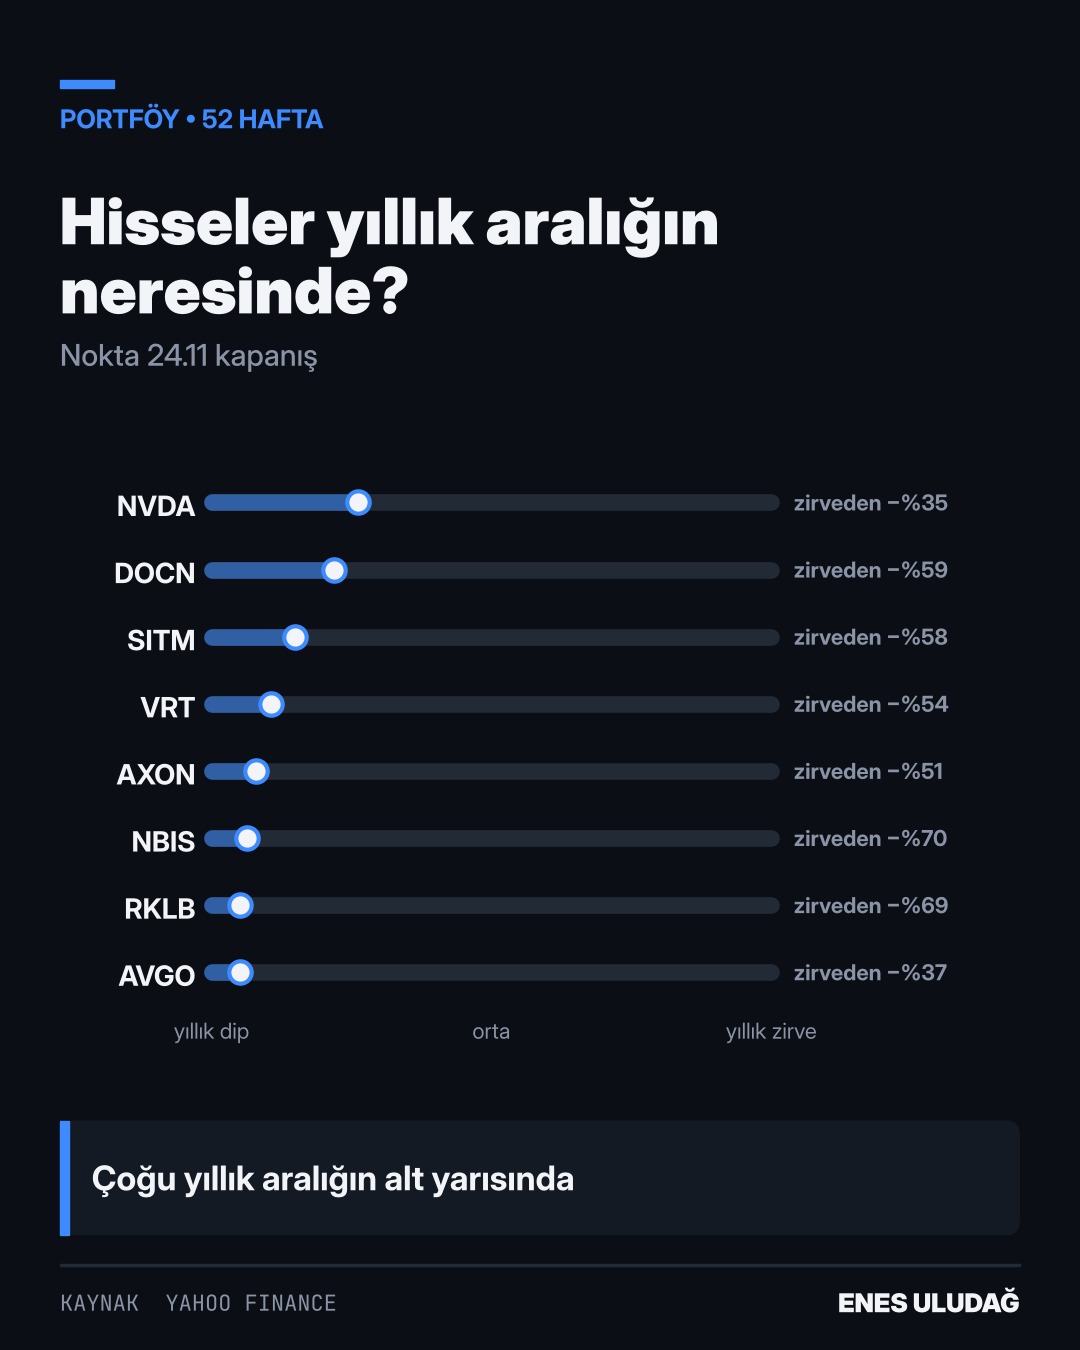 PORTFÖY • 52 HAFTA
Hisseler yıllık aralığın
neresinde?
Nokta 24.11 kapanış
NVDA zirveden −%35
DOCN zirveden −%59
SITM zirveden −%58
VRT zirveden −%54
AXON zirveden −%51
NBIS zirveden −%70
RKLB zirveden −%69
AVGO zirveden −%37
yıllık dip orta yıllık zirve
Çoğu yıllık aralığın alt yarısında
KAYNAK YAHOO FINANCE
ENES ULUDAĞ